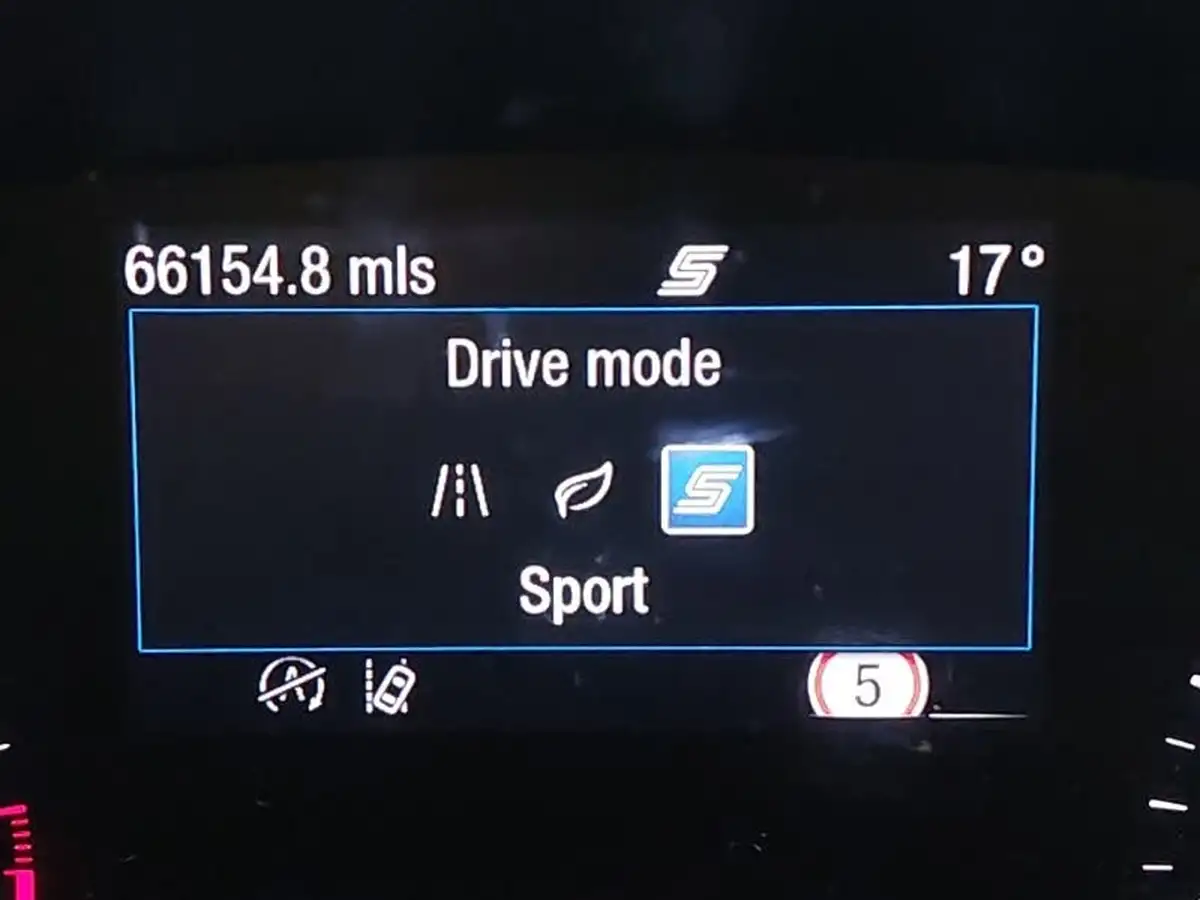 66154.8 mls S 17°
Drive mode
S
Sport
A 5